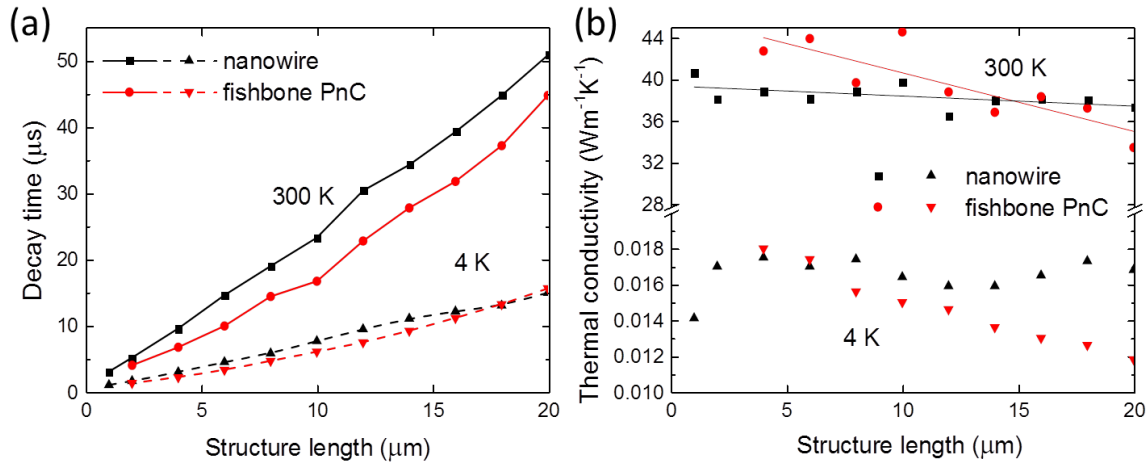 (a)
nanowire
fishbone PnC
300 K
4 K
Decay time (μs)
50
40
30
20
10
0
0 5 10 15 20
Structure length (μm)
(b)
300 K
nanowire
fishbone PnC
4 K
Thermal conductivity (Wm⁻¹K⁻¹)
44
40
36
32
28
0.018
0.016
0.014
0.012
0.010
0 5 10 15 20
Structure length (μm)